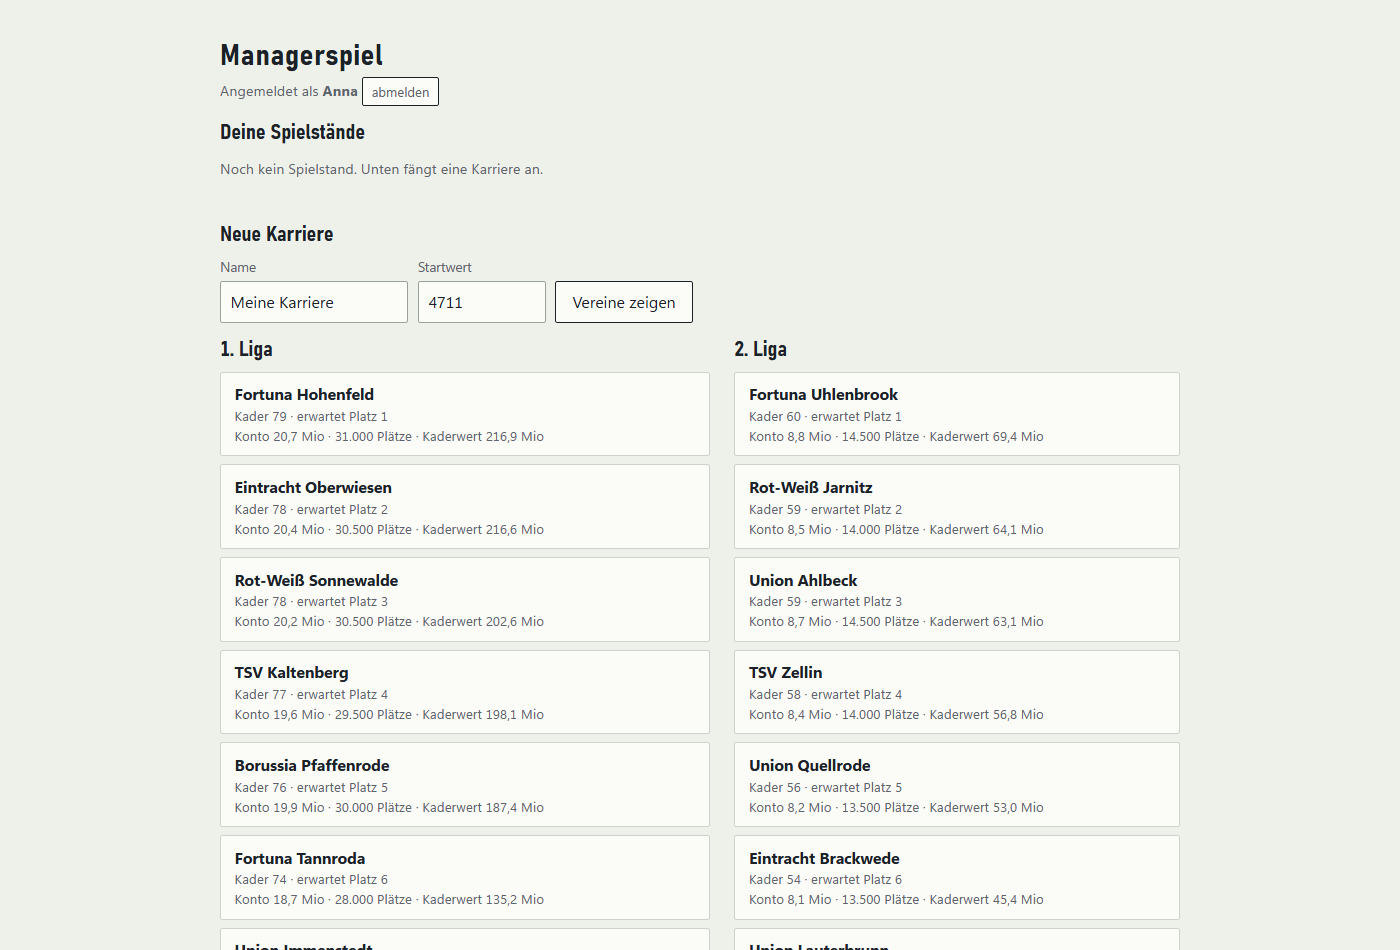 Managerspiel
Angemeldet als Anna abmelden
Deine Spielstände
Noch kein Spielstand. Unten fängt eine Karriere an.
Neue Karriere
Name
Startwert
Meine Karriere
4711
Vereine zeigen
1. Liga
Fortuna Hohenfeld
Kader 79 · erwartet Platz 1
Konto 20,7 Mio · 31.000 Plätze · Kaderwert 216,9 Mio
Eintracht Oberwiesen
Kader 78 · erwartet Platz 2
Konto 20,4 Mio · 30.500 Plätze · Kaderwert 216,6 Mio
Rot-Weiß Sonnewalde
Kader 78 · erwartet Platz 3
Konto 20,2 Mio · 30.500 Plätze · Kaderwert 202,6 Mio
TSV Kaltenberg
Kader 77 · erwartet Platz 4
Konto 19,6 Mio · 29.500 Plätze · Kaderwert 198,1 Mio
Borussia Pfaffenrode
Kader 76 · erwartet Platz 5
Konto 19,9 Mio · 30.000 Plätze · Kaderwert 187,4 Mio
Fortuna Tannroda
Kader 74 · erwartet Platz 6
Konto 18,7 Mio · 28.000 Plätze · Kaderwert 135,2 Mio
Union Immenstedt
2. Liga
Fortuna Uhlenbrook
Kader 60 · erwartet Platz 1
Konto 8,8 Mio · 14.500 Plätze · Kaderwert 69,4 Mio
Rot-Weiß Jarnitz
Kader 59 · erwartet Platz 2
Konto 8,5 Mio · 14.000 Plätze · Kaderwert 64,1 Mio
Union Ahlbeck
Kader 59 · erwartet Platz 3
Konto 8,7 Mio · 14.500 Plätze · Kaderwert 63,1 Mio
TSV Zellin
Kader 58 · erwartet Platz 4
Konto 8,4 Mio · 14.000 Plätze · Kaderwert 56,8 Mio
Union Quellrode
Kader 56 · erwartet Platz 5
Konto 8,2 Mio · 13.500 Plätze · Kaderwert 53,0 Mio
Eintracht Brackwede
Kader 54 · erwartet Platz 6
Konto 8,1 Mio · 13.500 Plätze · Kaderwert 45,4 Mio
Union Lauterbrunn